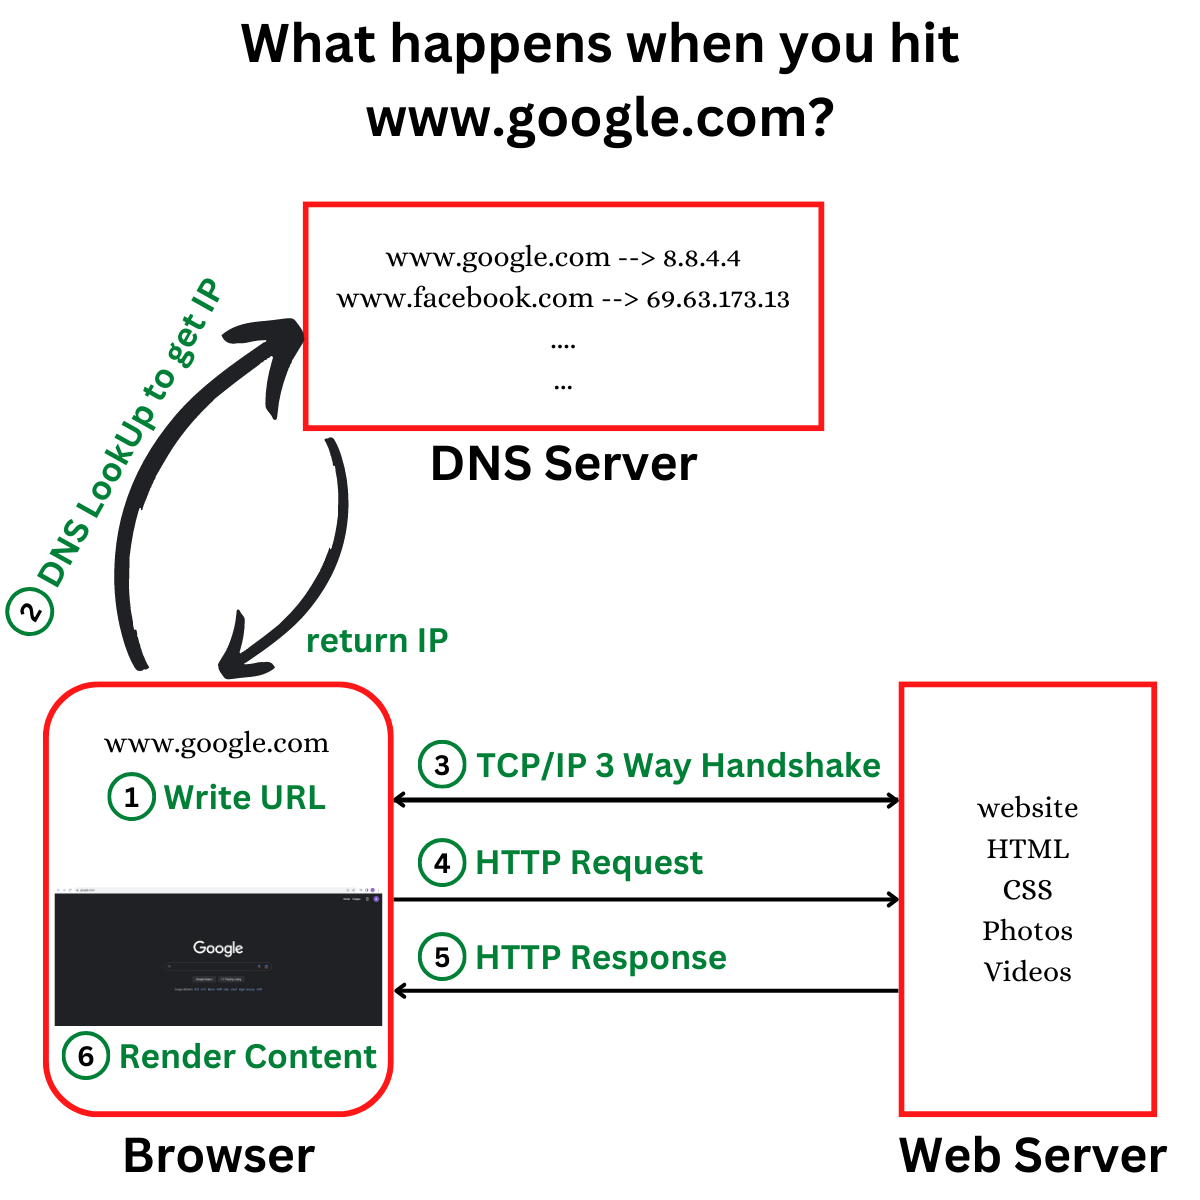 What happens when you hit
www.google.com?
www.google.com --> 8.8.4.4
www.facebook.com --> 69.63.173.13
....
...
DNS Server
2 DNS LookUp to get IP
return IP
www.google.com
1 Write URL
Google
6 Render Content
Browser
3 TCP/IP 3 Way Handshake
4 HTTP Request
5 HTTP Response
website
HTML
CSS
Photos
Videos
Web Server